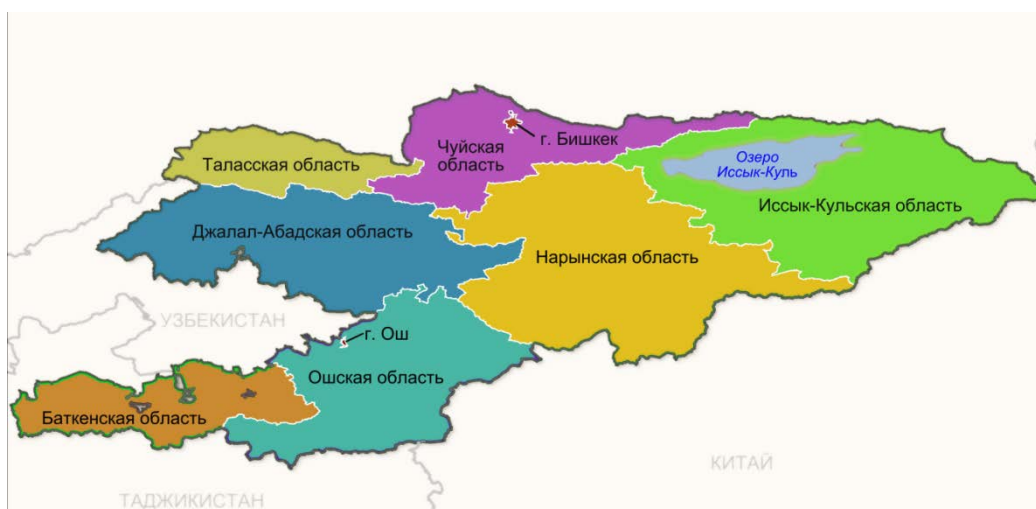 г. Бишкек
Чуйская
область
Таласская область
Озеро
Иссык-Куль
Иссык-Кульская область
Джалал-Абадская область
Нарынская область
УЗБЕКИСТАН
г. Ош
Ошская область
Баткенская область
КИТАЙ
ТАДЖИКИСТАН